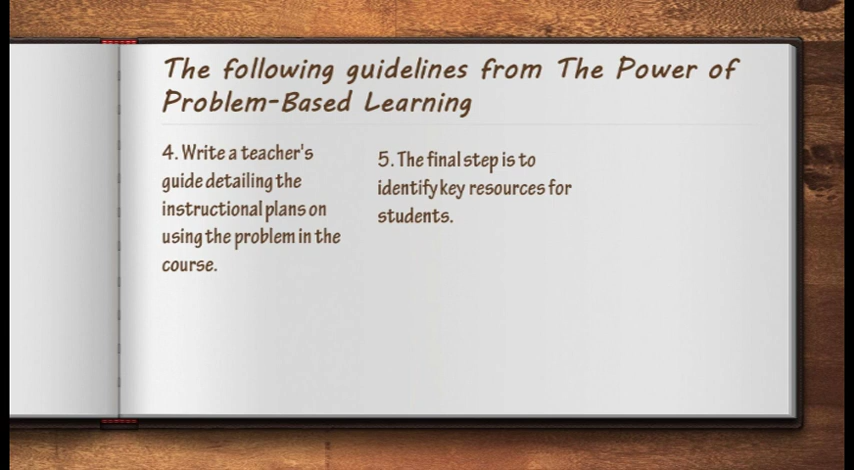 The following guidelines from The Power of
Problem-Based Learning
4. Write a teacher's
guide detailing the
instructional plans on
using the problem in the
course.
5. The final step is to
identify key resources for
students.